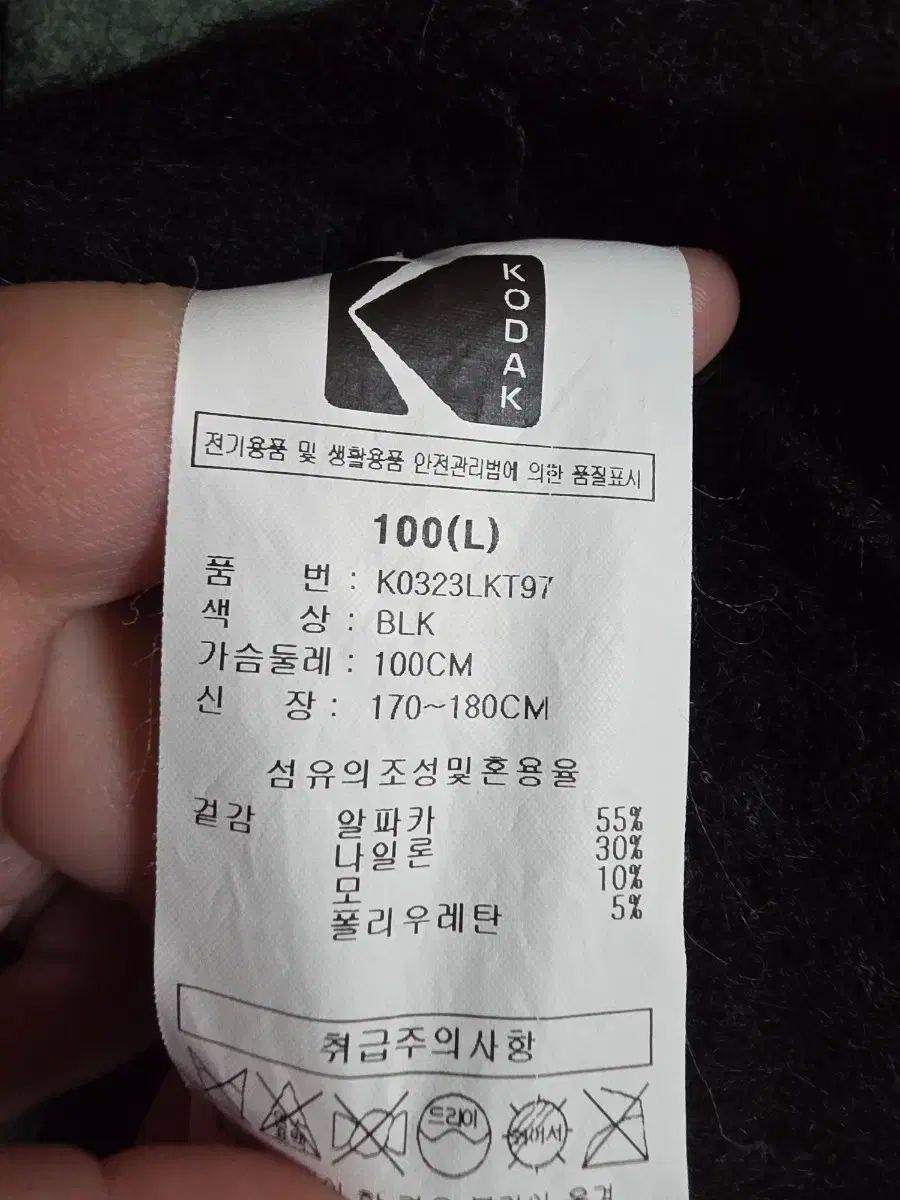 KODAK
전기용품 및 생활용품 안전관리법에 의한 품질표시
100(L)
품 번 : K0323LKT97
색 상 : BLK
가슴둘레 : 100CM
신 장 : 170~180CM
섬유의조성및혼용율
겉감 알파카 55%
나일론 30%
모 10%
폴리우레탄 5%
취급주의사항
드라이